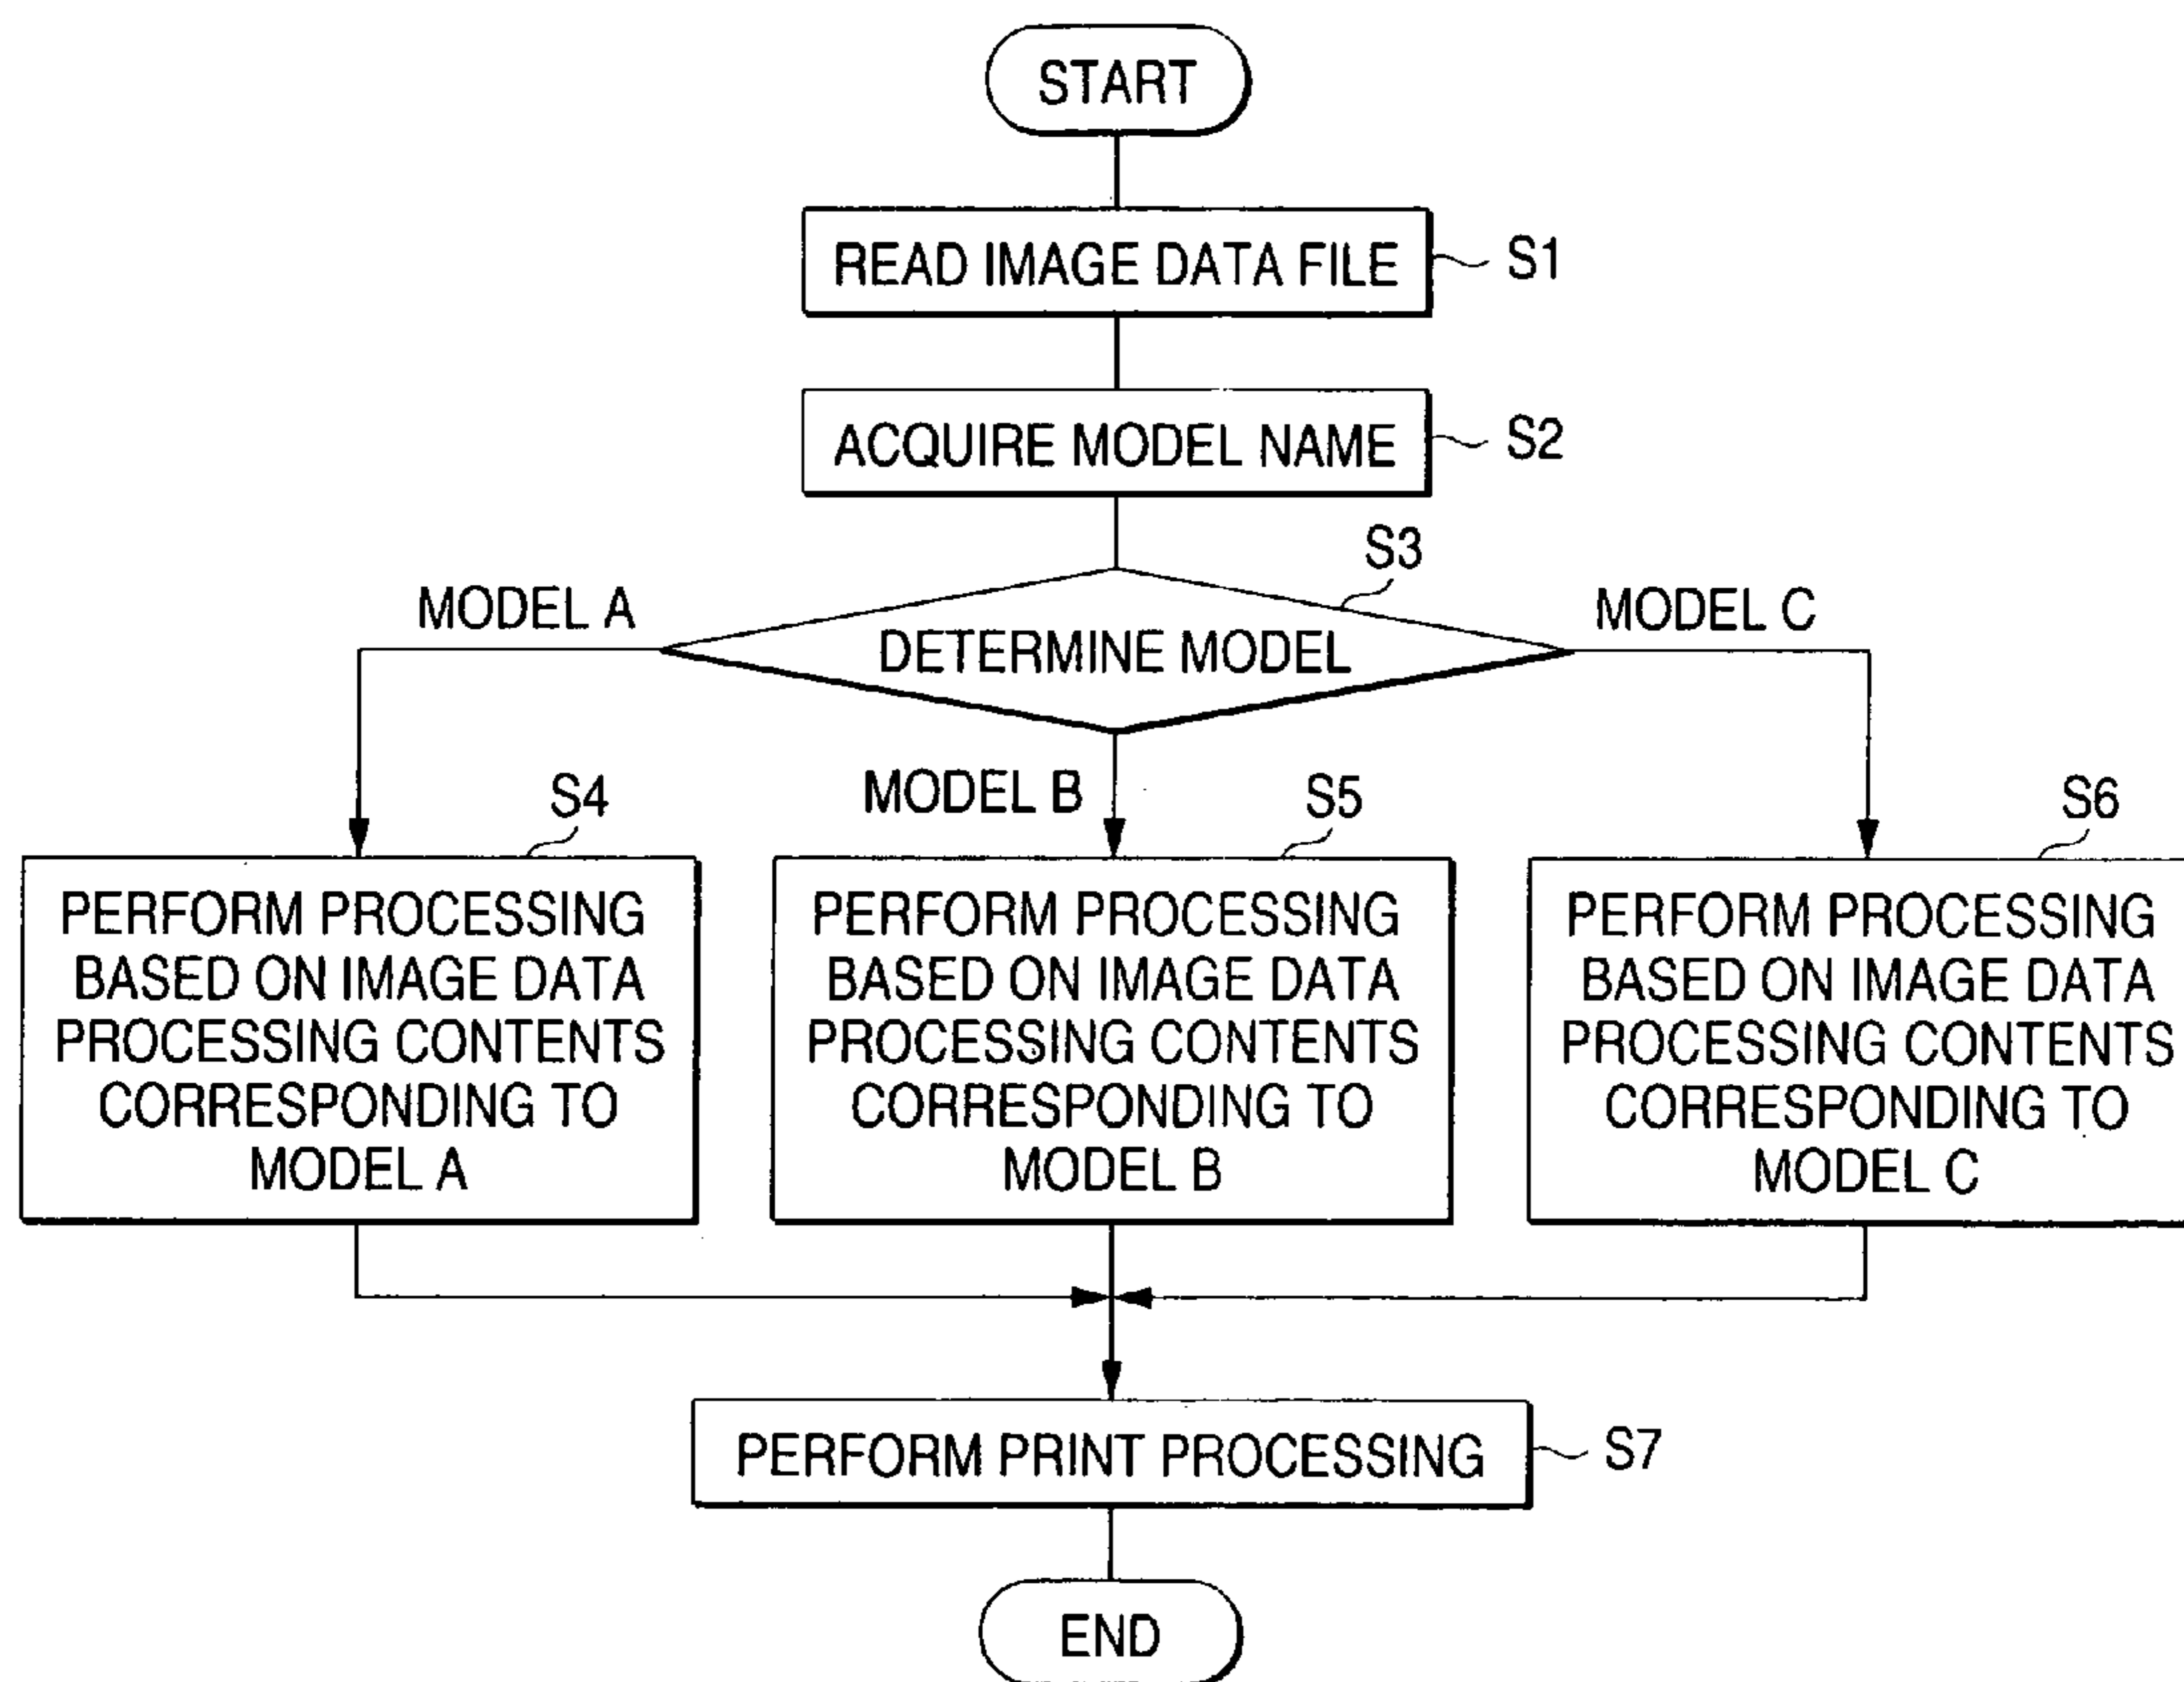 START
READ IMAGE DATA FILE
S1
ACQUIRE MODEL NAME
S2
S3
MODEL A
DETERMINE MODEL
MODEL C
MODEL B
S4
PERFORM PROCESSING
BASED ON IMAGE DATA
PROCESSING CONTENTS
CORRESPONDING TO
MODEL A
S5
PERFORM PROCESSING
BASED ON IMAGE DATA
PROCESSING CONTENTS
CORRESPONDING TO
MODEL B
S6
PERFORM PROCESSING
BASED ON IMAGE DATA
PROCESSING CONTENTS
CORRESPONDING TO
MODEL C
PERFORM PRINT PROCESSING
S7
END